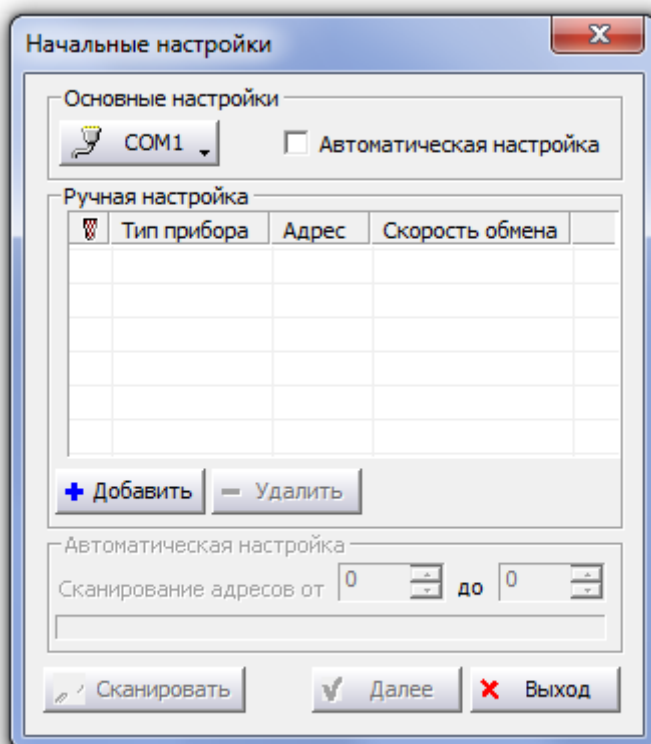 Начальные настройки
Основные настройки
COM1
Автоматическая настройка
Ручная настройка
Тип прибора Адрес Скорость обмена
Добавить Удалить
Автоматическая настройка
Сканирование адресов от 0 до 0
Сканировать Далее Выход